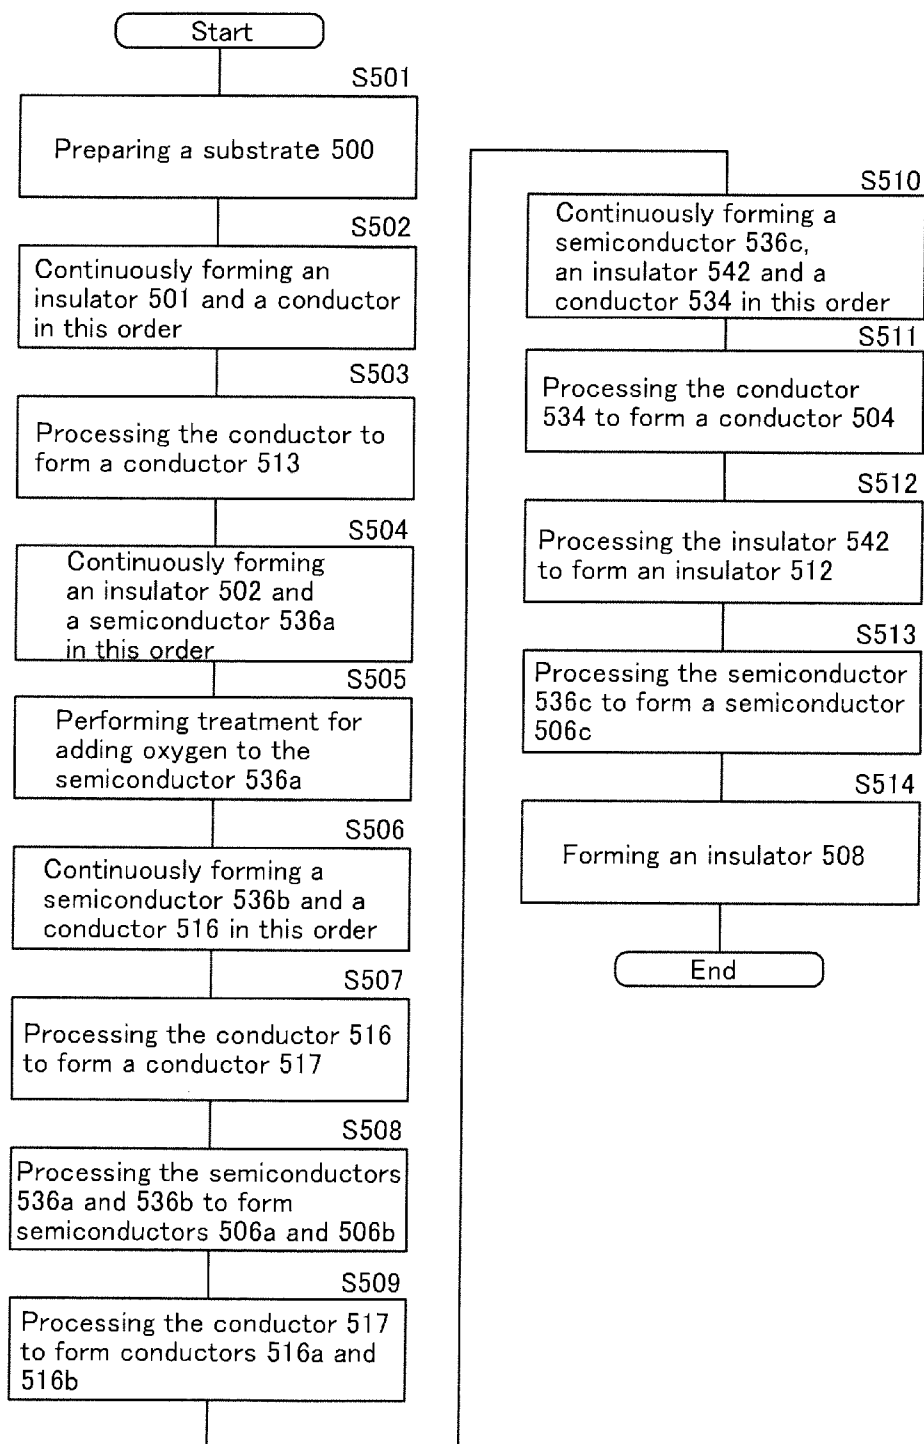 Start
S501
Preparing a substrate 500
S502
Continuously forming an
insulator 501 and a conductor
in this order
S503
Processing the conductor to
form a conductor 513
S504
Continuously forming
an insulator 502 and
a semiconductor 536a
in this order
S505
Performing treatment for
adding oxygen to the
semiconductor 536a
S506
Continuously forming a
semiconductor 536b and a
conductor 516 in this order
S507
Processing the conductor 516
to form a conductor 517
S508
Processing the semiconductors
536a and 536b to form
semiconductors 506a and 506b
S509
Processing the conductor 517
to form conductors 516a and
516b
S510
Continuously forming a
semiconductor 536c,
an insulator 542 and a
conductor 534 in this order
S511
Processing the conductor
534 to form a conductor 504
S512
Processing the insulator 542
to form an insulator 512
S513
Processing the semiconductor
536c to form a semiconductor
506c
S514
Forming an insulator 508
End